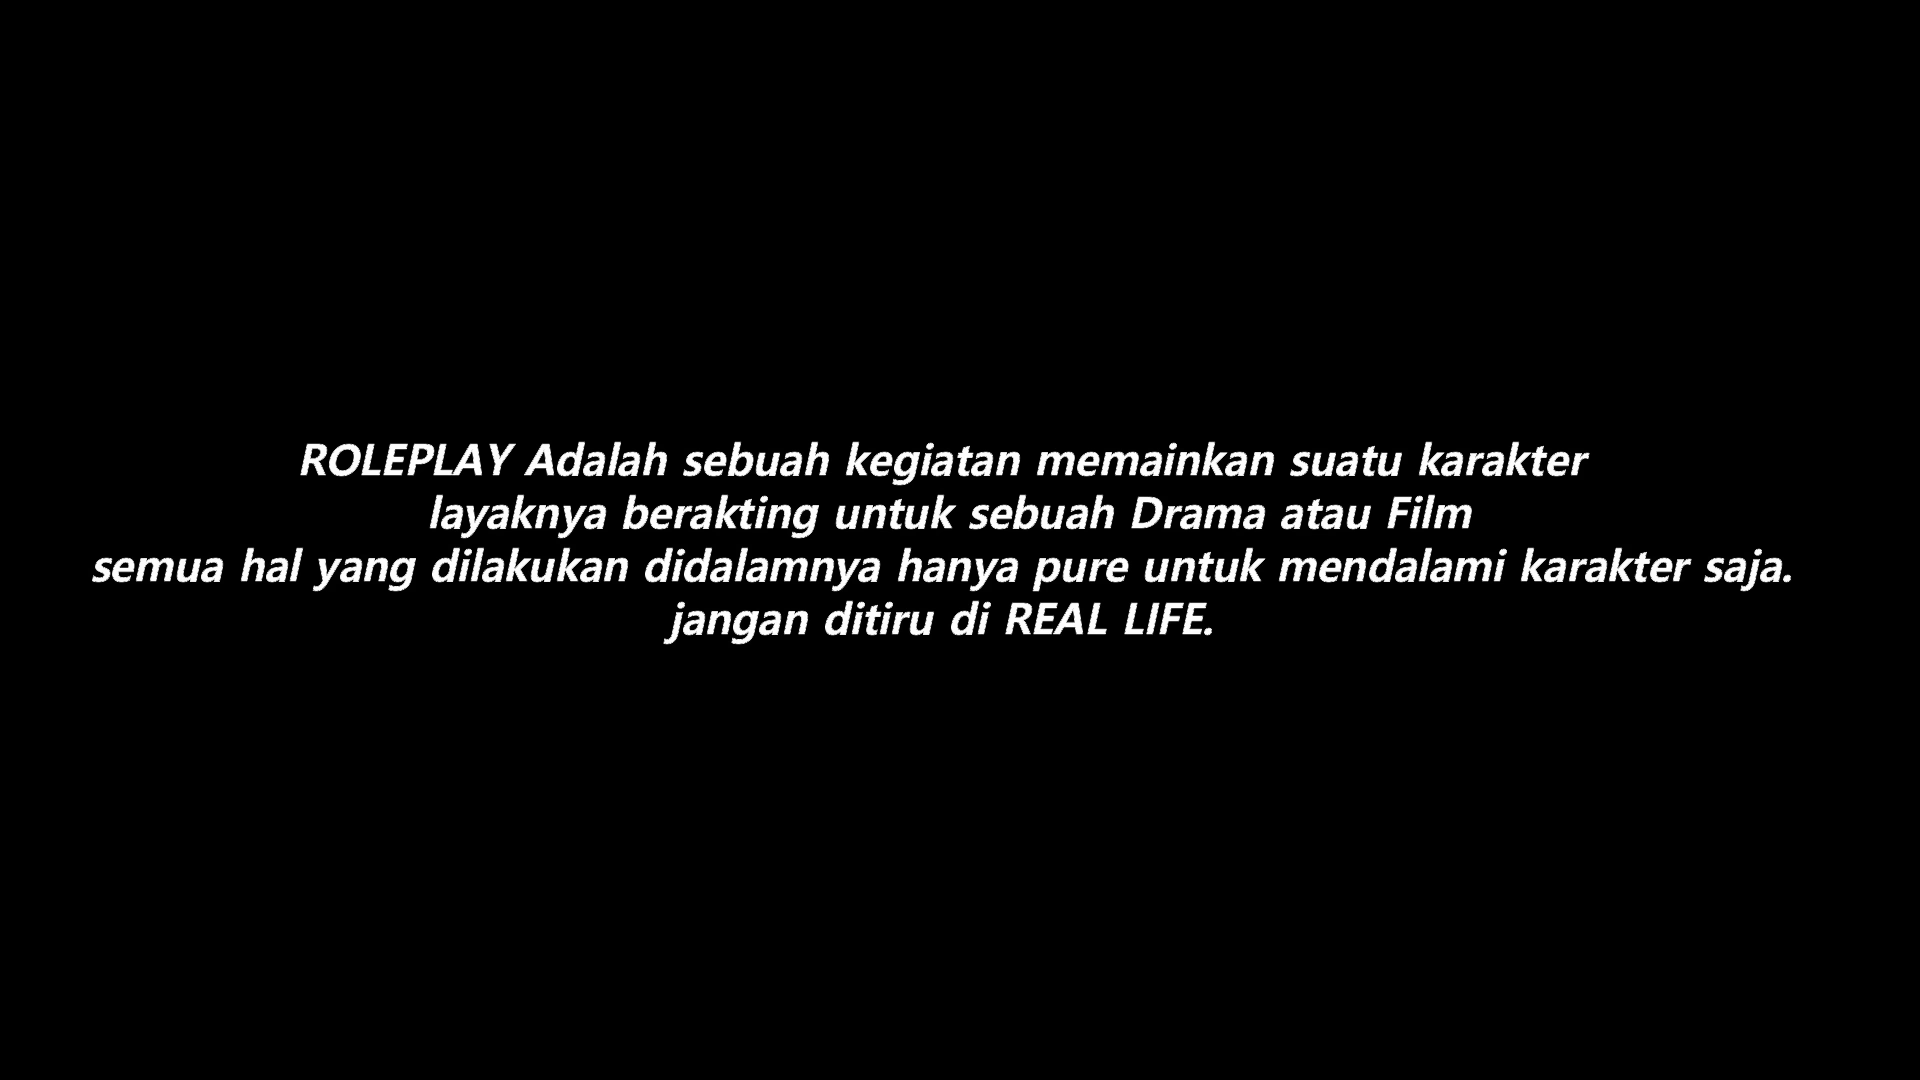 ROLEPLAY Adalah sebuah kegiatan memainkan suatu karakter
layaknya berakting untuk sebuah Drama atau Film
semua hal yang dilakukan didalamnya hanya pure untuk mendalami karakter saja.
jangan ditiru di REAL LIFE.